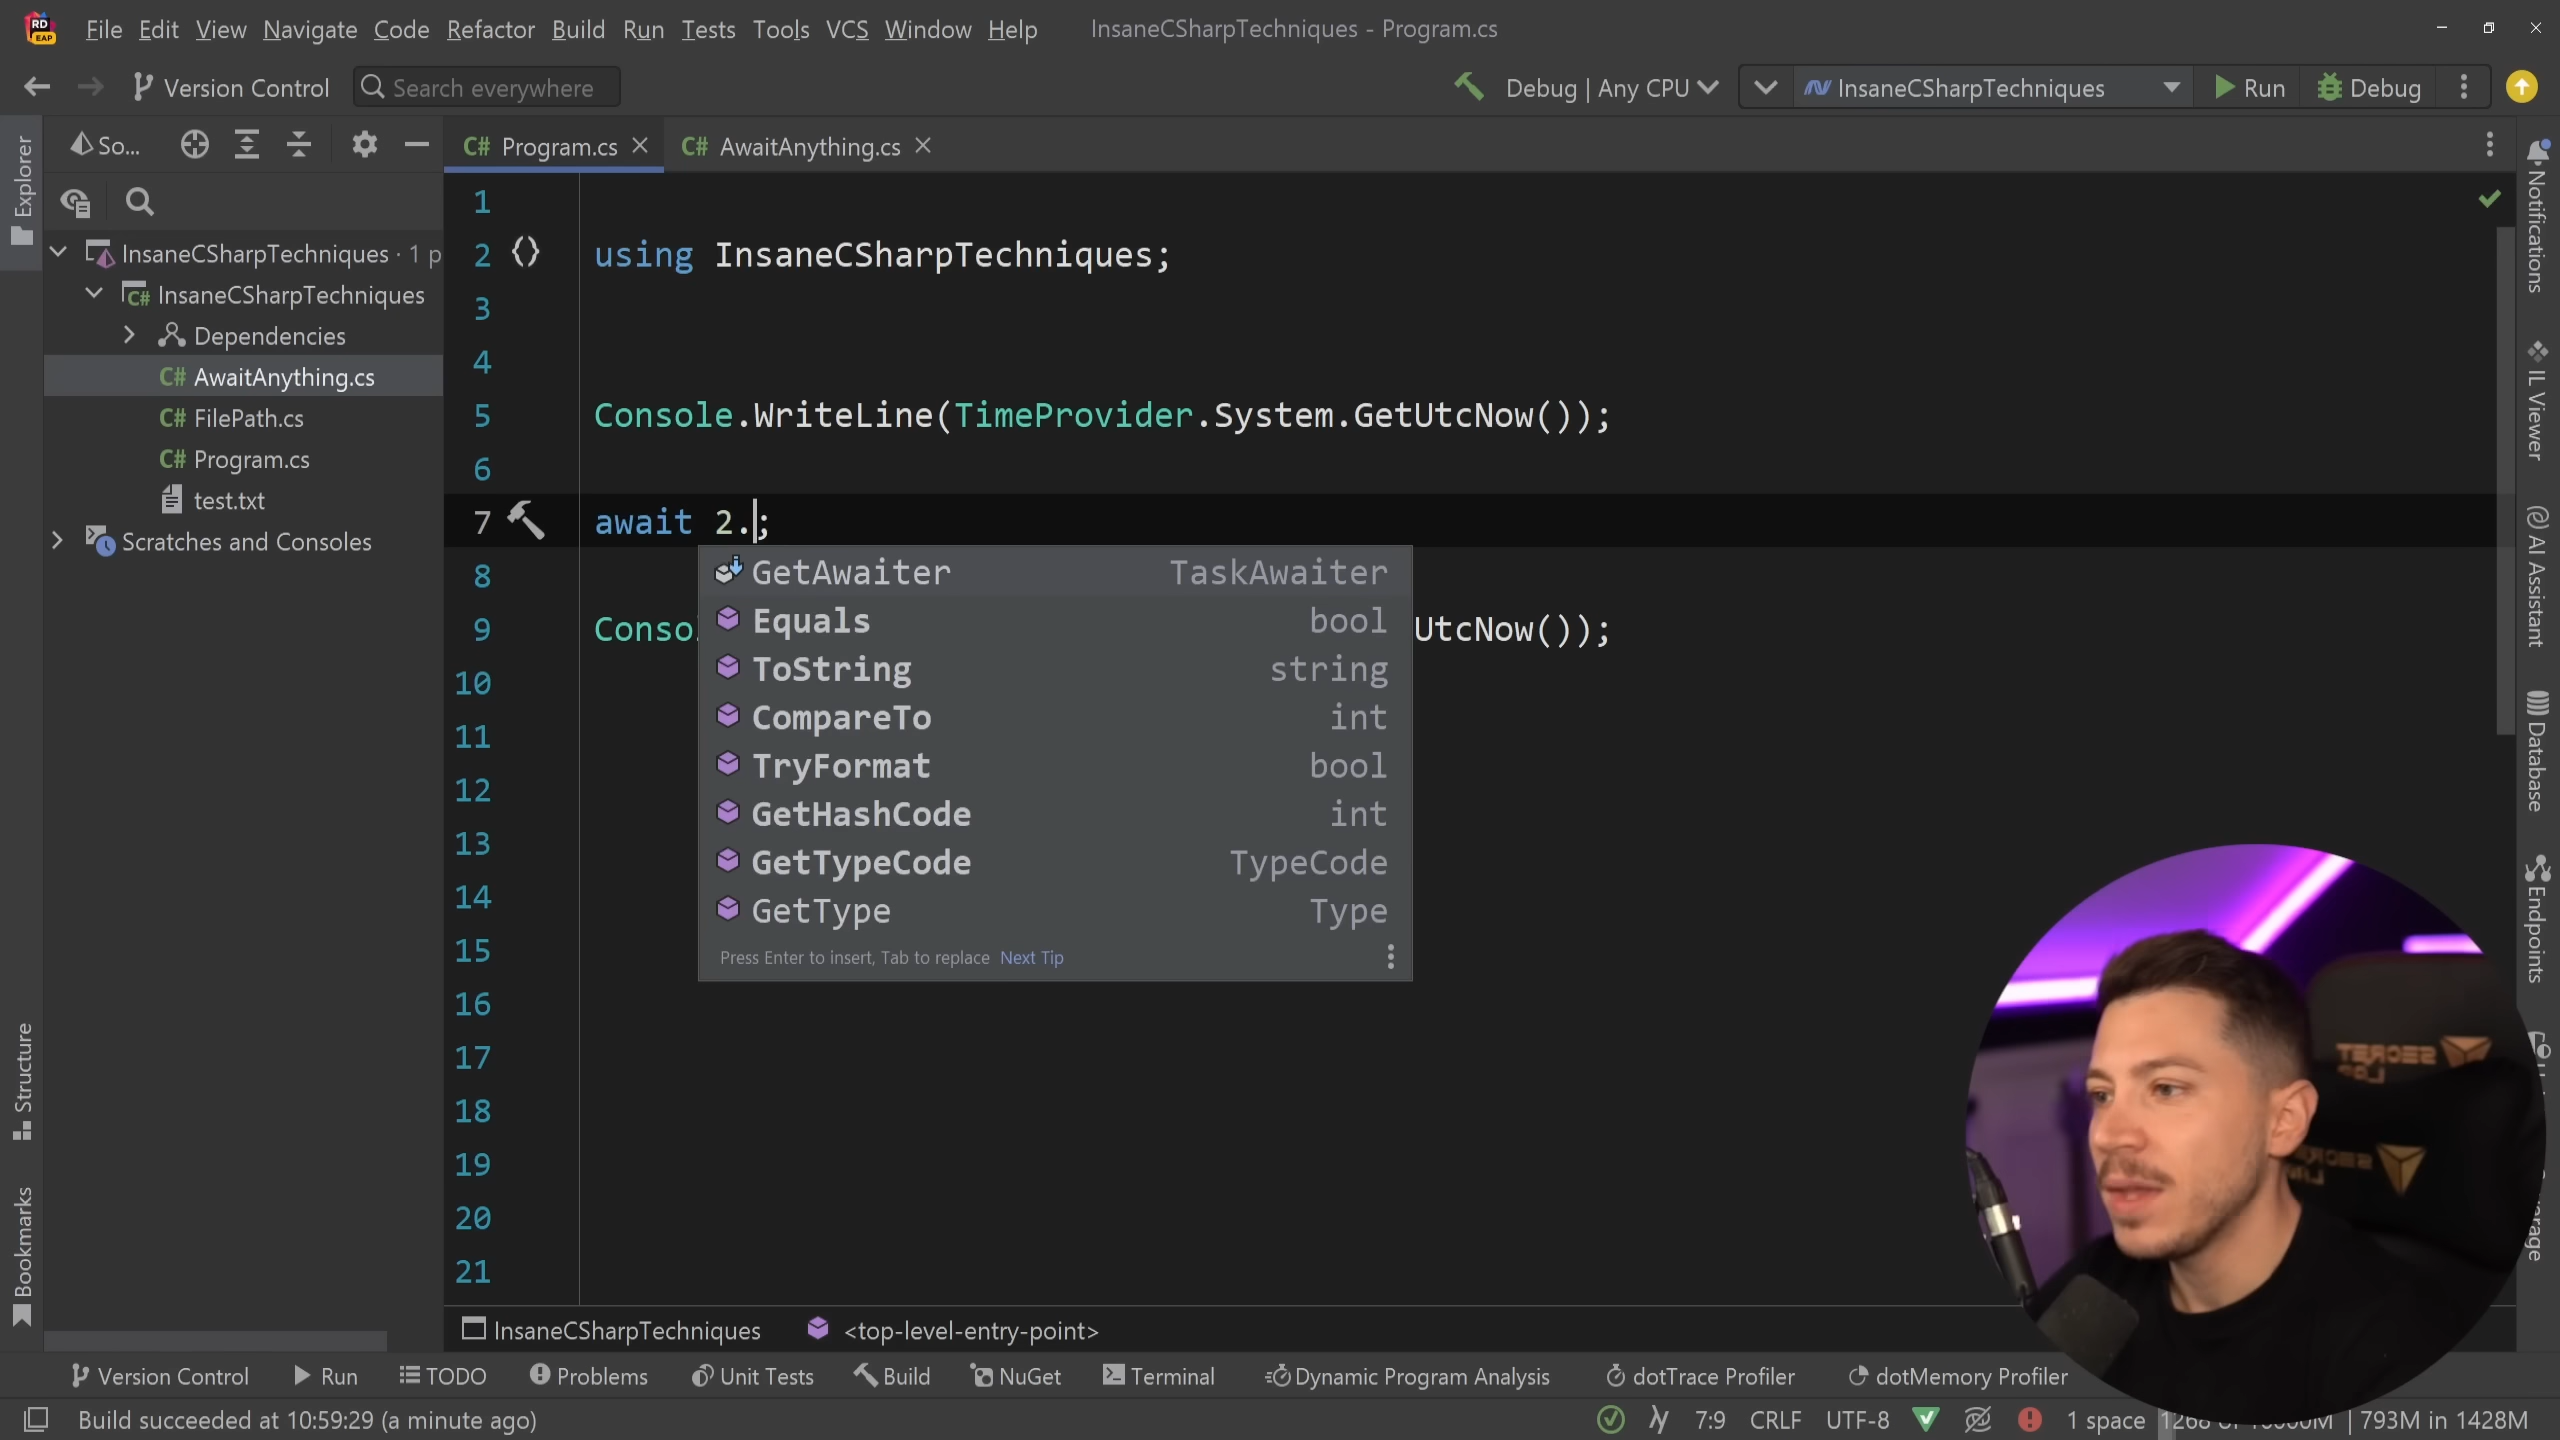 File Edit View Navigate Code Refactor Build Run Tests Tools VCS Window Help InsaneCSharpTechniques - Program.cs
Version Control Search everywhere Debug | Any CPU InsaneCSharpTechniques Run Debug
So... C# Program.cs C# AwaitAnything.cs
Explorer
InsaneCSharpTechniques · 1 p
C# InsaneCSharpTechniques
Dependencies
C# AwaitAnything.cs
C# FilePath.cs
C# Program.cs
test.txt
Scratches and Consoles
Structure
Bookmarks
1
2 {} using InsaneCSharpTechniques;
3
4
5 Console.WriteLine(TimeProvider.System.GetUtcNow());
6
7 await 2.;
8
9 Conso UtcNow());
10
11
12
13
14
15
16
17
18
19
20
21
GetAwaiter TaskAwaiter
Equals bool
ToString string
CompareTo int
TryFormat bool
GetHashCode int
GetTypeCode TypeCode
GetType Type
Press Enter to insert, Tab to replace Next Tip
Notifications
IL Viewer
AI Assistant
Database
Endpoints
InsaneCSharpTechniques <top-level-entry-point>
Version Control Run TODO Problems Unit Tests Build NuGet Terminal Dynamic Program Analysis dotTrace Profiler dotMemory Profiler
Build succeeded at 10:59:29 (a minute ago) 7:9 CRLF UTF-8 1 space | 793M in 1428M